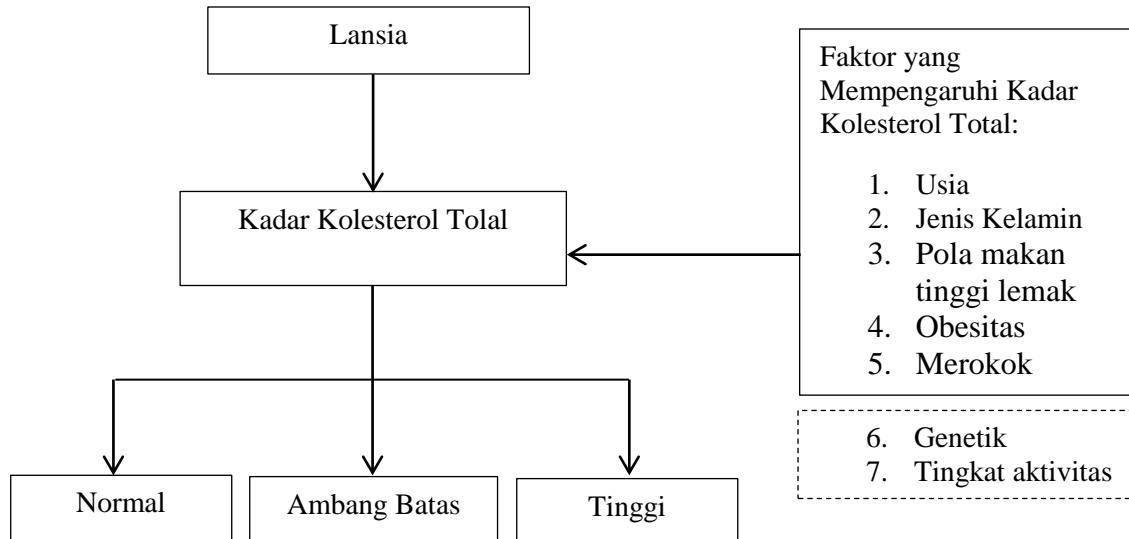 Lansia
Faktor yang
Mempengaruhi Kadar
Kolesterol Total:
1. Usia
2. Jenis Kelamin
3. Pola makan
tinggi lemak
4. Obesitas
5. Merokok
6. Genetik
7. Tingkat aktivitas
Kadar Kolesterol Tolal
Normal
Ambang Batas
Tinggi